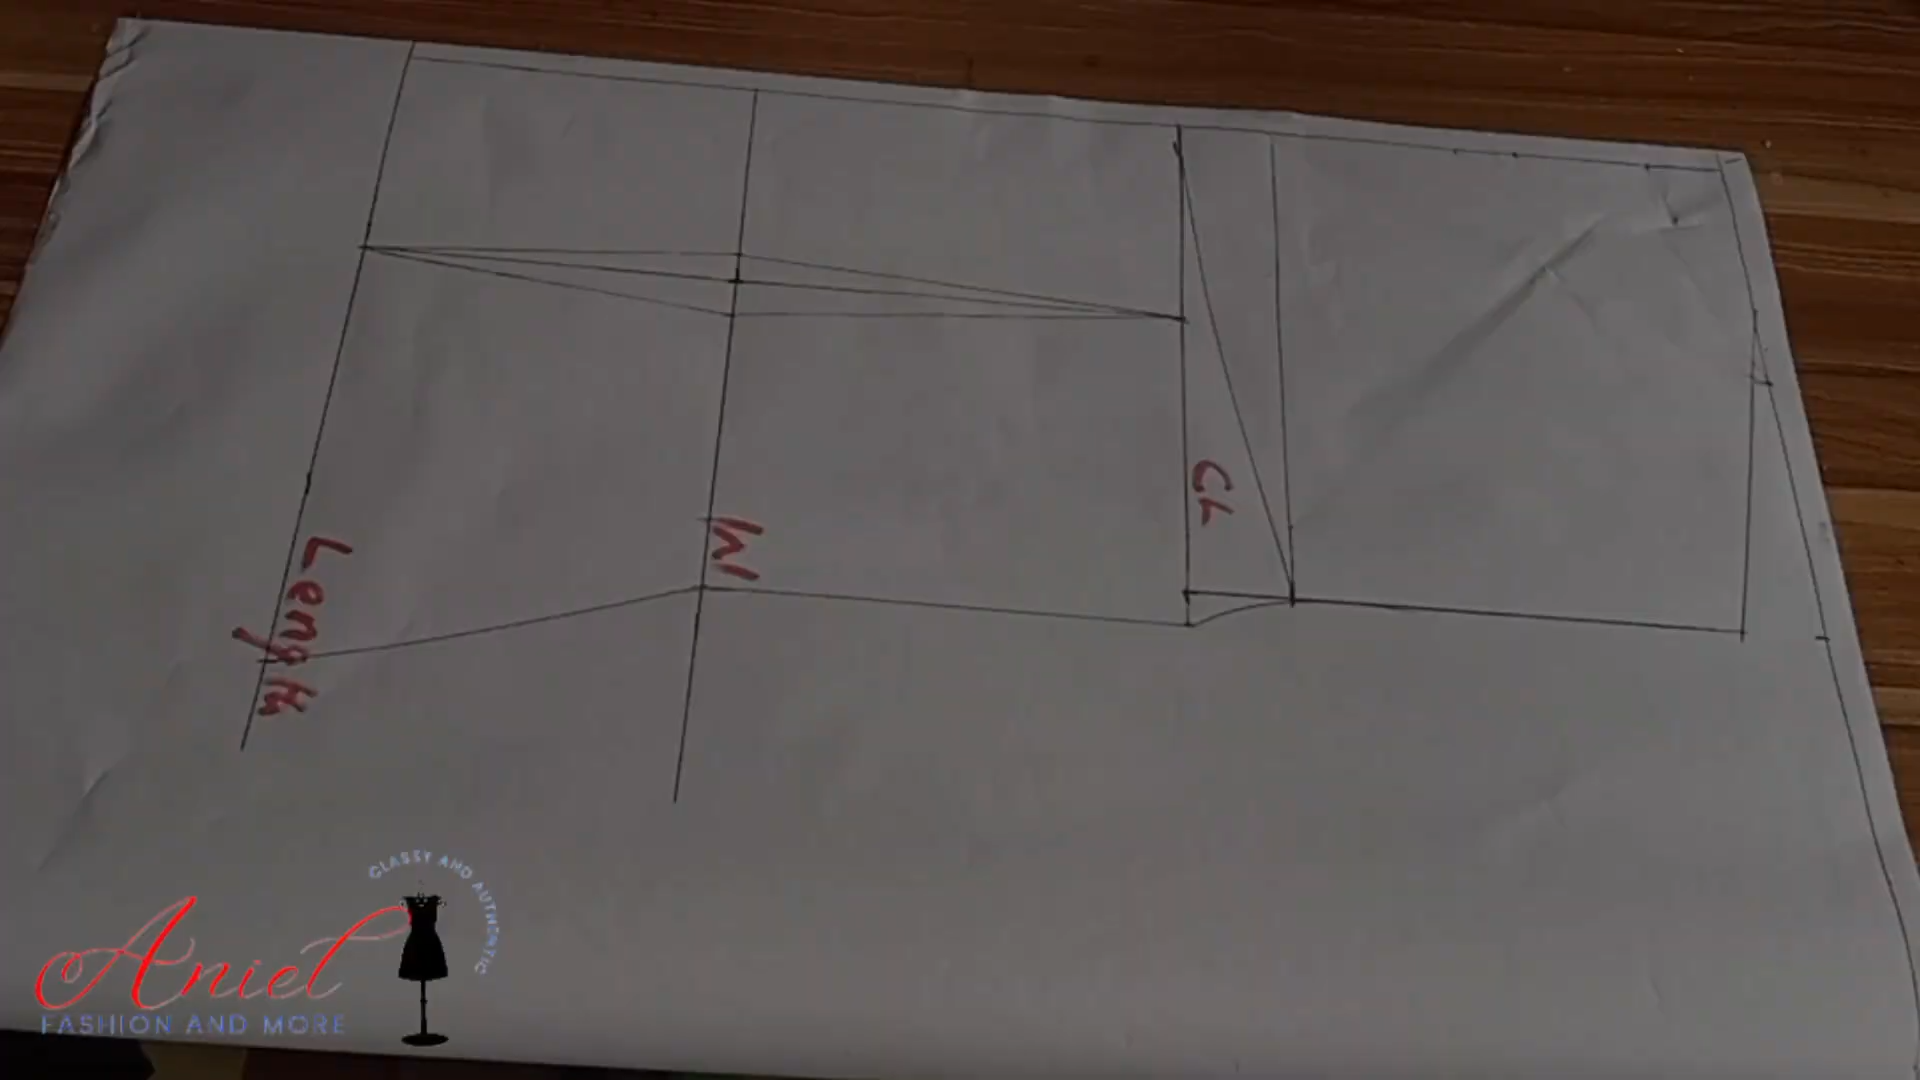 CL
W
Length
CLASSY AND AUTHENTIC
Aniel
FASHION AND MORE